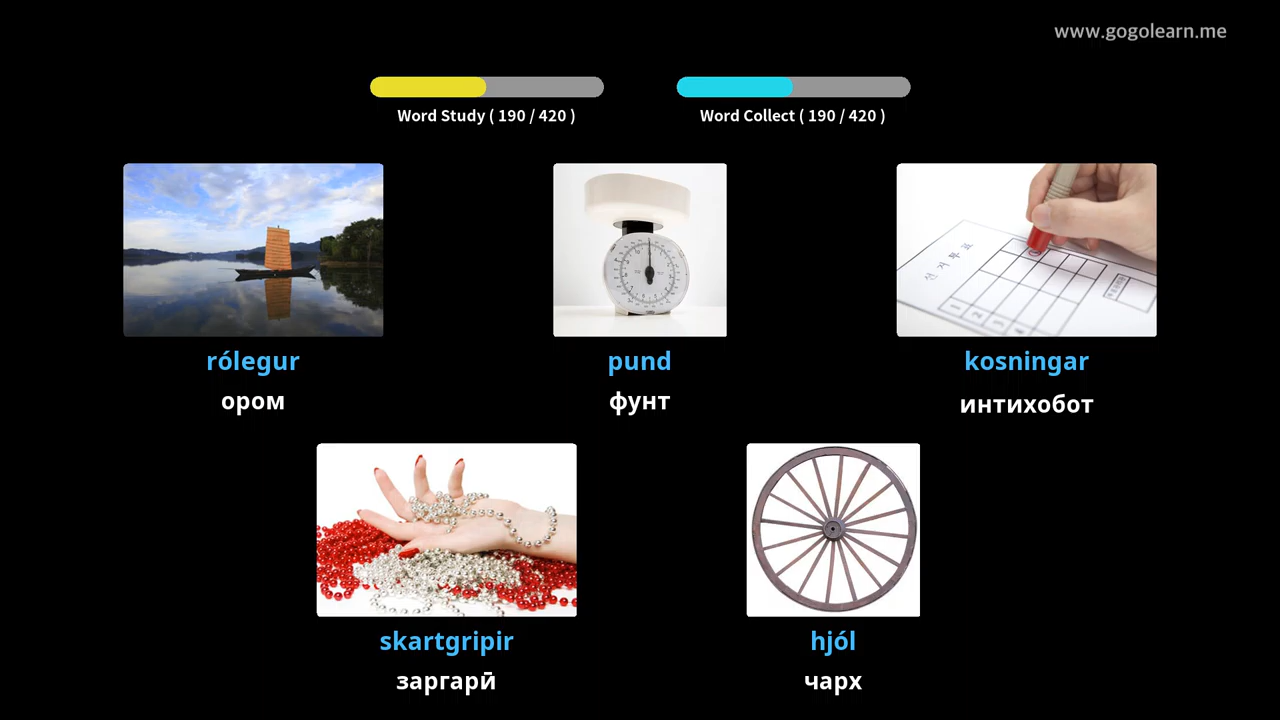 www.gogolearn.me
Word Study ( 190 / 420 )
Word Collect ( 190 / 420 )
rólegur
pund
kosningar
ором
фунт
интихобот
skartgripir
hjól
заргарӣ
чарх